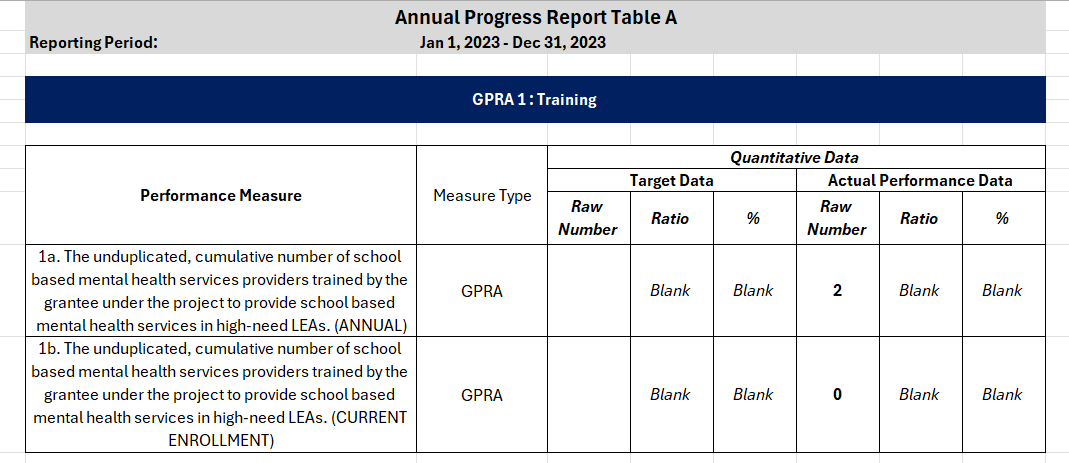 Annual Progress Report Table A
Reporting Period: Jan 1, 2023 - Dec 31, 2023
GPRA 1 : Training
Quantitative Data
Performance Measure Measure Type Target Data Actual Performance Data
Raw Number Ratio % Raw Number Ratio %
1a. The unduplicated, cumulative number of school
based mental health services providers trained by the
grantee under the project to provide school based
mental health services in high-need LEAs. (ANNUAL)
GPRA Blank Blank 2 Blank Blank
1b. The unduplicated, cumulative number of school
based mental health services providers trained by the
grantee under the project to provide school based
mental health services in high-need LEAs. (CURRENT
ENROLLMENT)
GPRA Blank Blank 0 Blank Blank